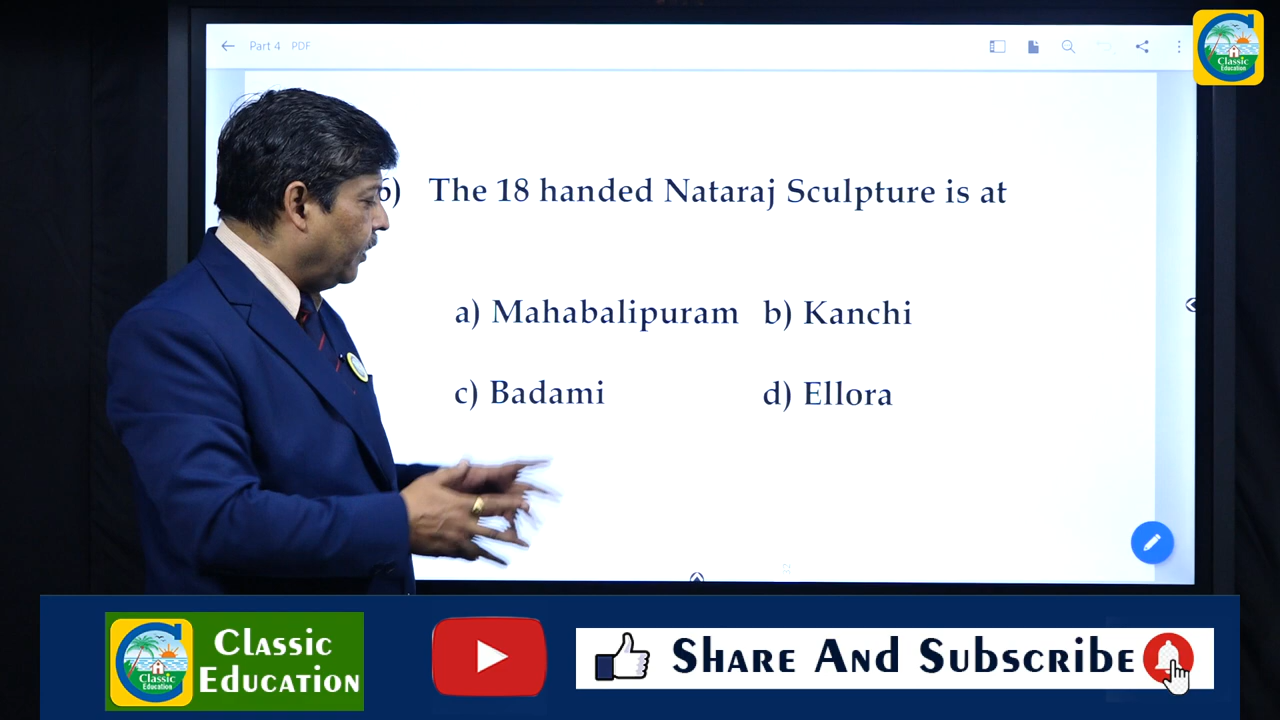 Part 4 PDF
Classic
Education
6) The 18 handed Nataraj Sculpture is at
a) Mahabalipuram b) Kanchi
c) Badami d) Ellora
Classic
Education
Classic
Education
Share And Subscribe